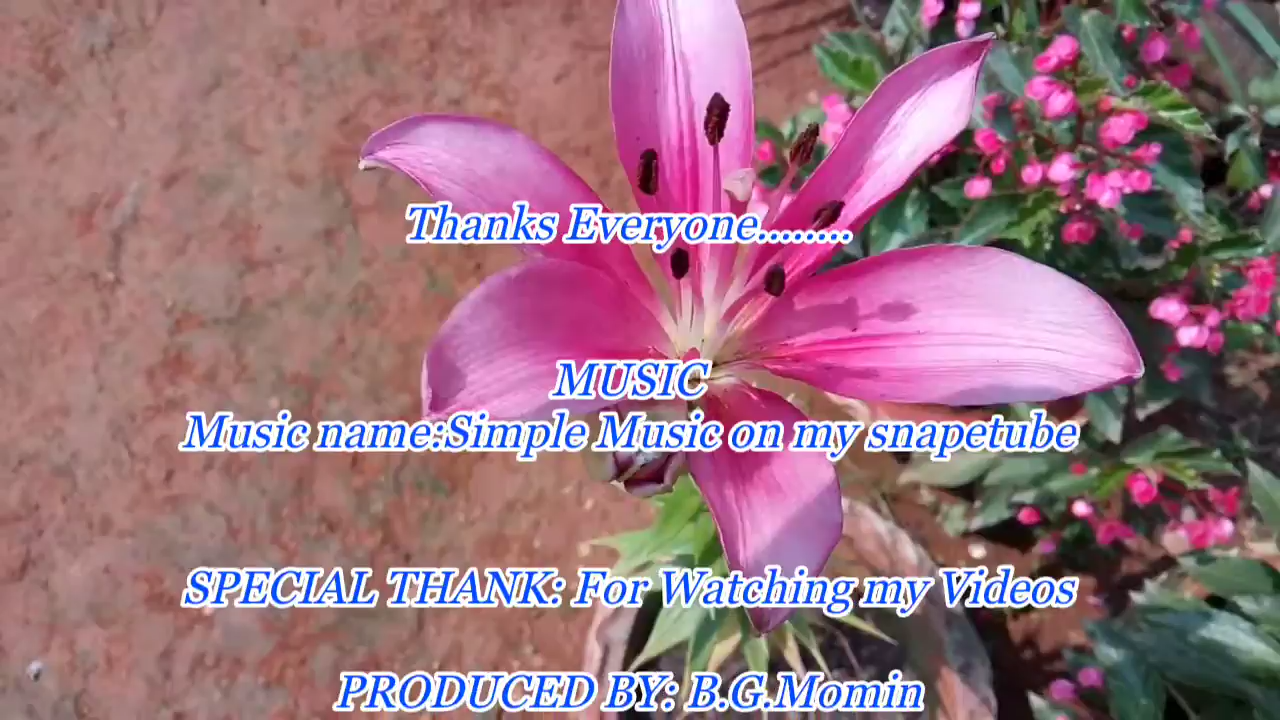 Thanks Everyone........
MUSIC
Music name:Simple Music on my snapetube
SPECIAL THANK: For Watching my Videos
PRODUCED BY: B.G.Momin